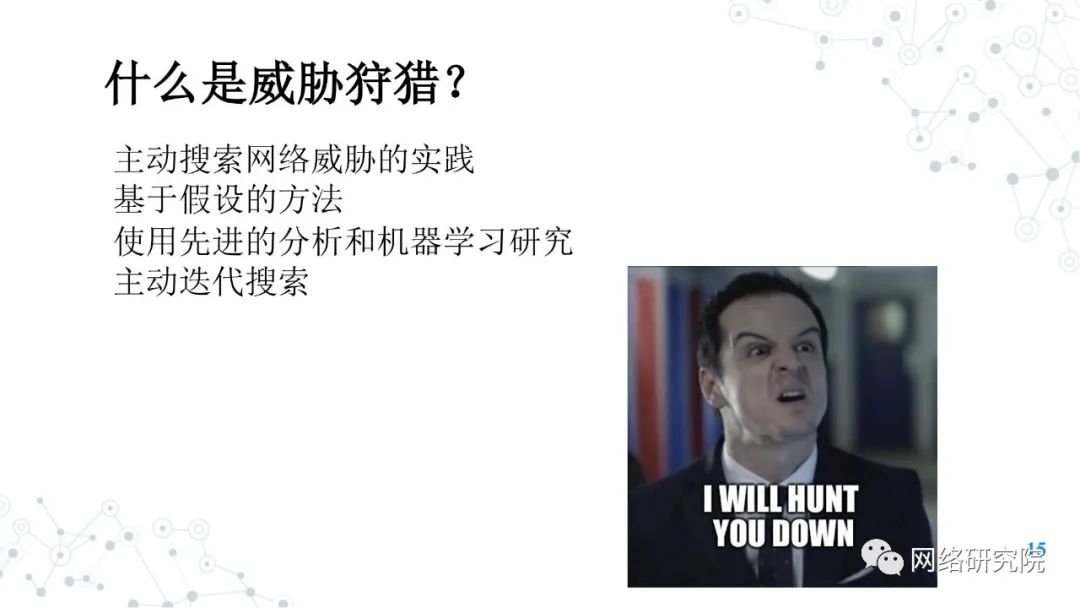 什么是威胁狩猎？
主动搜索网络威胁的实践
基于假设的方法
使用先进的分析和机器学习研究
主动迭代搜索
I WILL HUNT
YOU DOWN
15
网络研究院